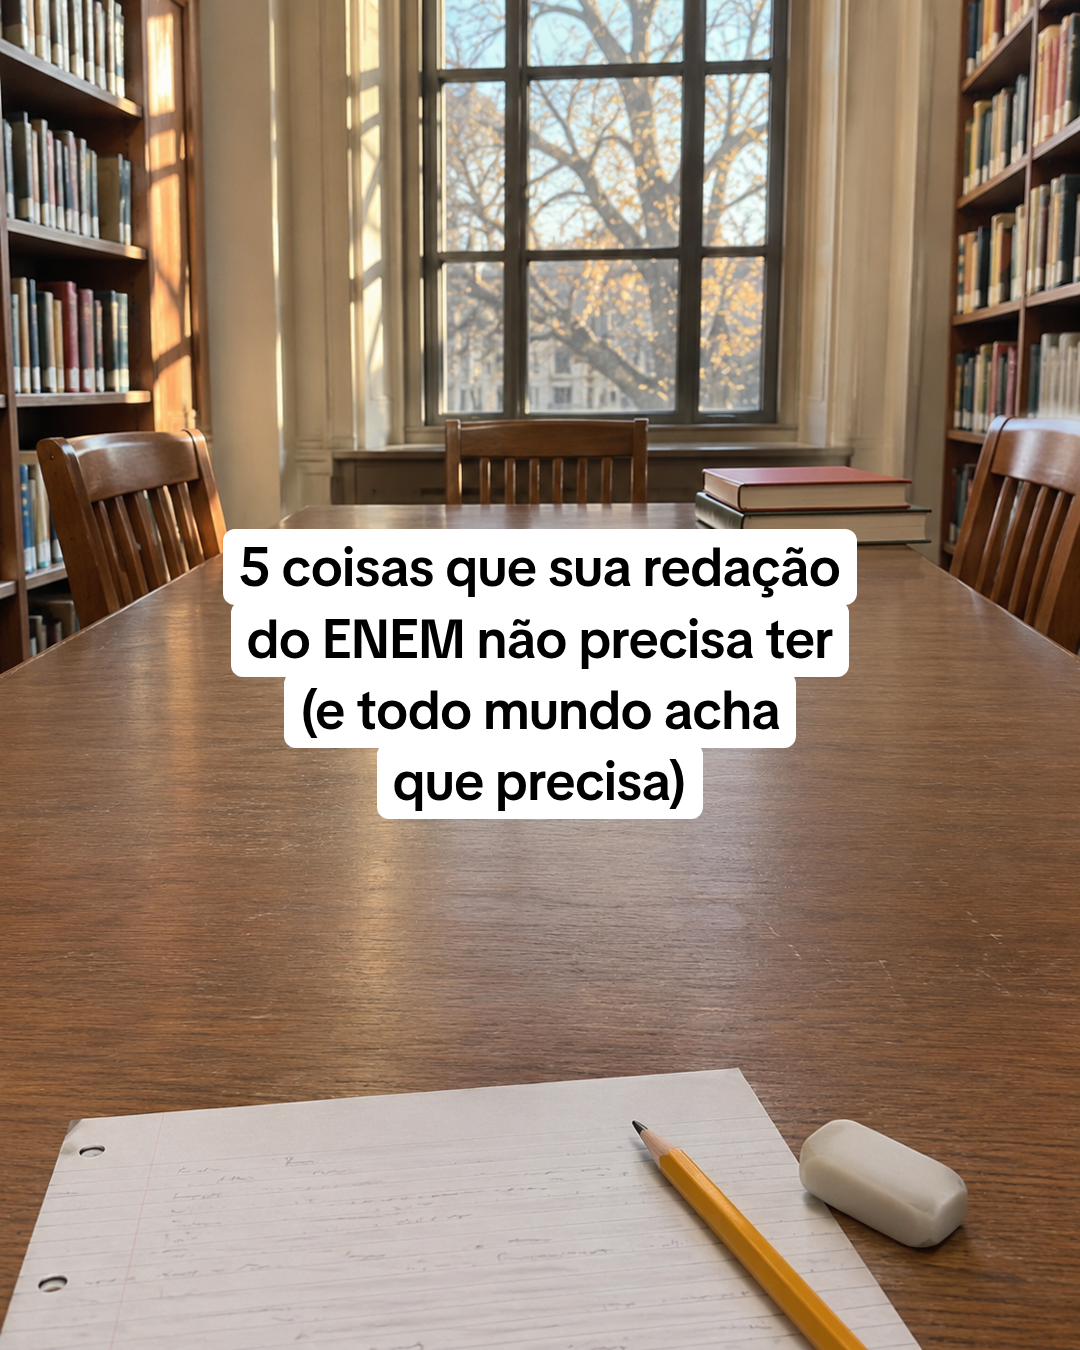 5 coisas que sua redação
do ENEM não precisa ter
(e todo mundo acha
que precisa)